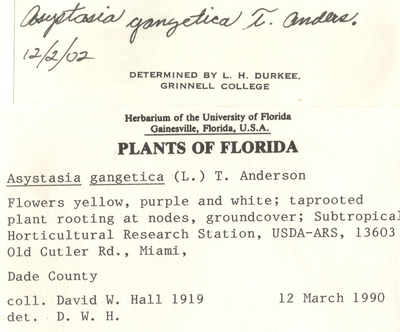 Asystasia gangetica T. Anders.
12/2/02
DETERMINED BY L. H. DURKEE,
GRINNELL COLLEGE
Herbarium of the University of Florida
Gainesville, Florida, U.S.A.
PLANTS OF FLORIDA
Asystasia gangetica (L.) T. Anderson
Flowers yellow, purple and white; taprooted
plant rooting at nodes, groundcover; Subtropical
Horticultural Research Station, USDA-ARS, 13603
Old Cutler Rd., Miami,
Dade County
coll. David W. Hall 1919 12 March 1990
det. D. W. H.